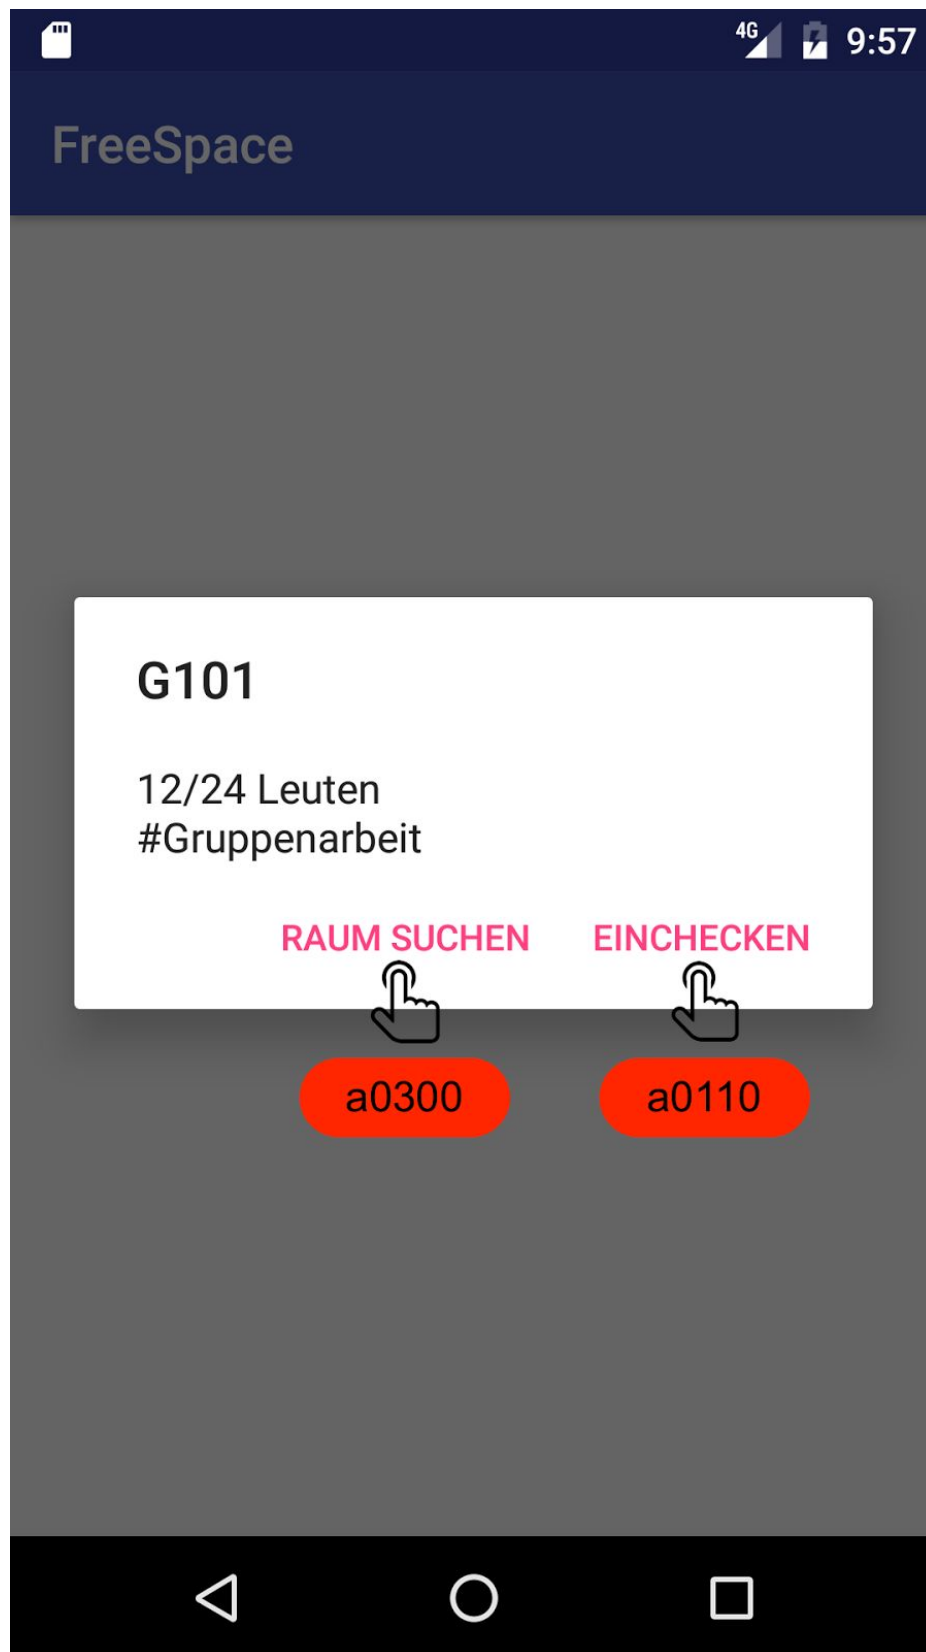 4G 9:57
FreeSpace
G101
12/24 Leuten
#Gruppenarbeit
RAUM SUCHEN EINCHECKEN
a0300 a0110